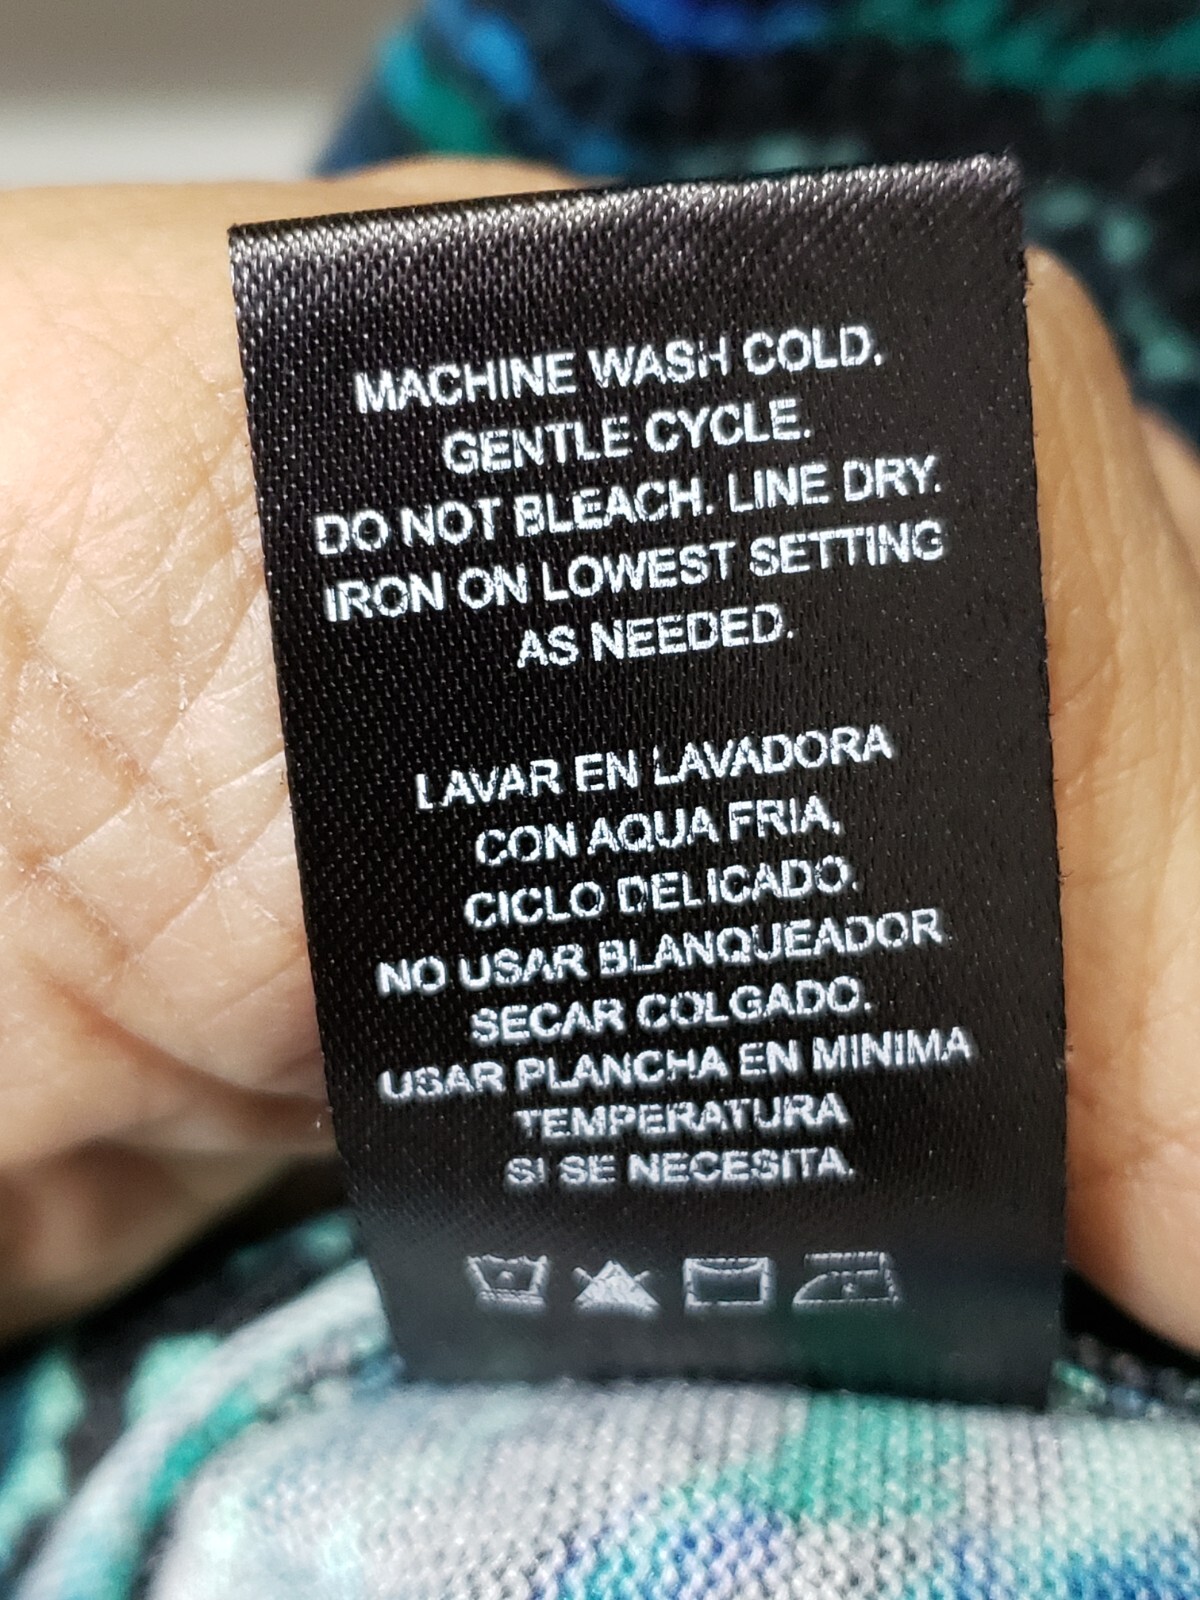 MACHINE WASH COLD.
GENTLE CYCLE.
DO NOT BLEACH. LINE DRY.
IRON ON LOWEST SETTING
AS NEEDED.
LAVAR EN LAVADORA
CON AQUA FRIA,
CICLO DELICADO.
NO USAR BLANQUEADOR
SECAR COLGADO.
USAR PLANCHA EN MINIMA
TEMPERATURA
SI SE NECESITA.